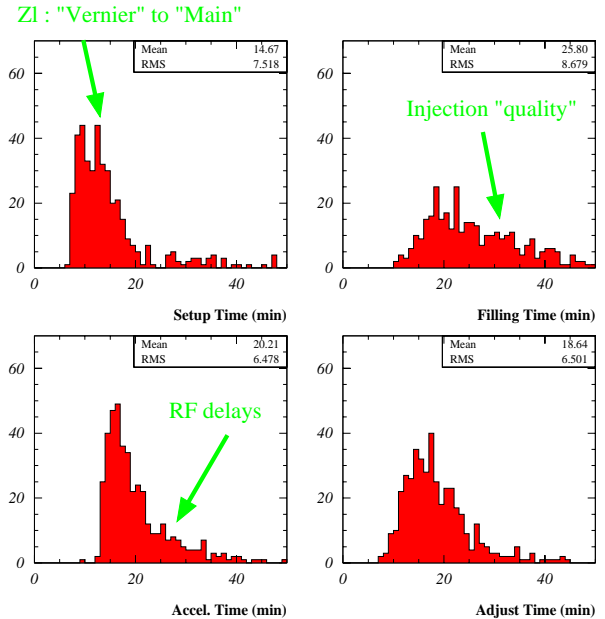 Zl : "Vernier" to "Main"
Mean 14.67
RMS 7.518
60
40
20
0
0 20 40
Setup Time (min)
Mean 25.80
RMS 8.679
Injection "quality"
60
40
20
0
0 20 40
Filling Time (min)
Mean 20.21
RMS 6.478
RF delays
60
40
20
0
0 20 40
Accel. Time (min)
Mean 18.64
RMS 6.501
60
40
20
0
0 20 40
Adjust Time (min)